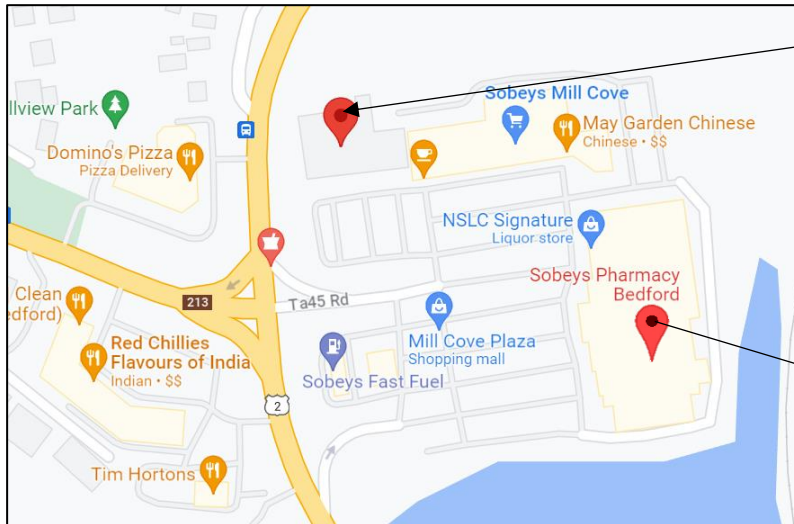 Sobeys Mill Cove
llview Park
May Garden Chinese
Chinese • $$
Domino's Pizza
Pizza Delivery
NSLC Signature
Liquor store
Sobeys Pharmacy
Bedford
Clean
edford)
213
Ta45 Rd
Mill Cove Plaza
Shopping mall
Red Chillies
Flavours of India
Indian • $$
Sobeys Fast Fuel
2
Tim Hortons